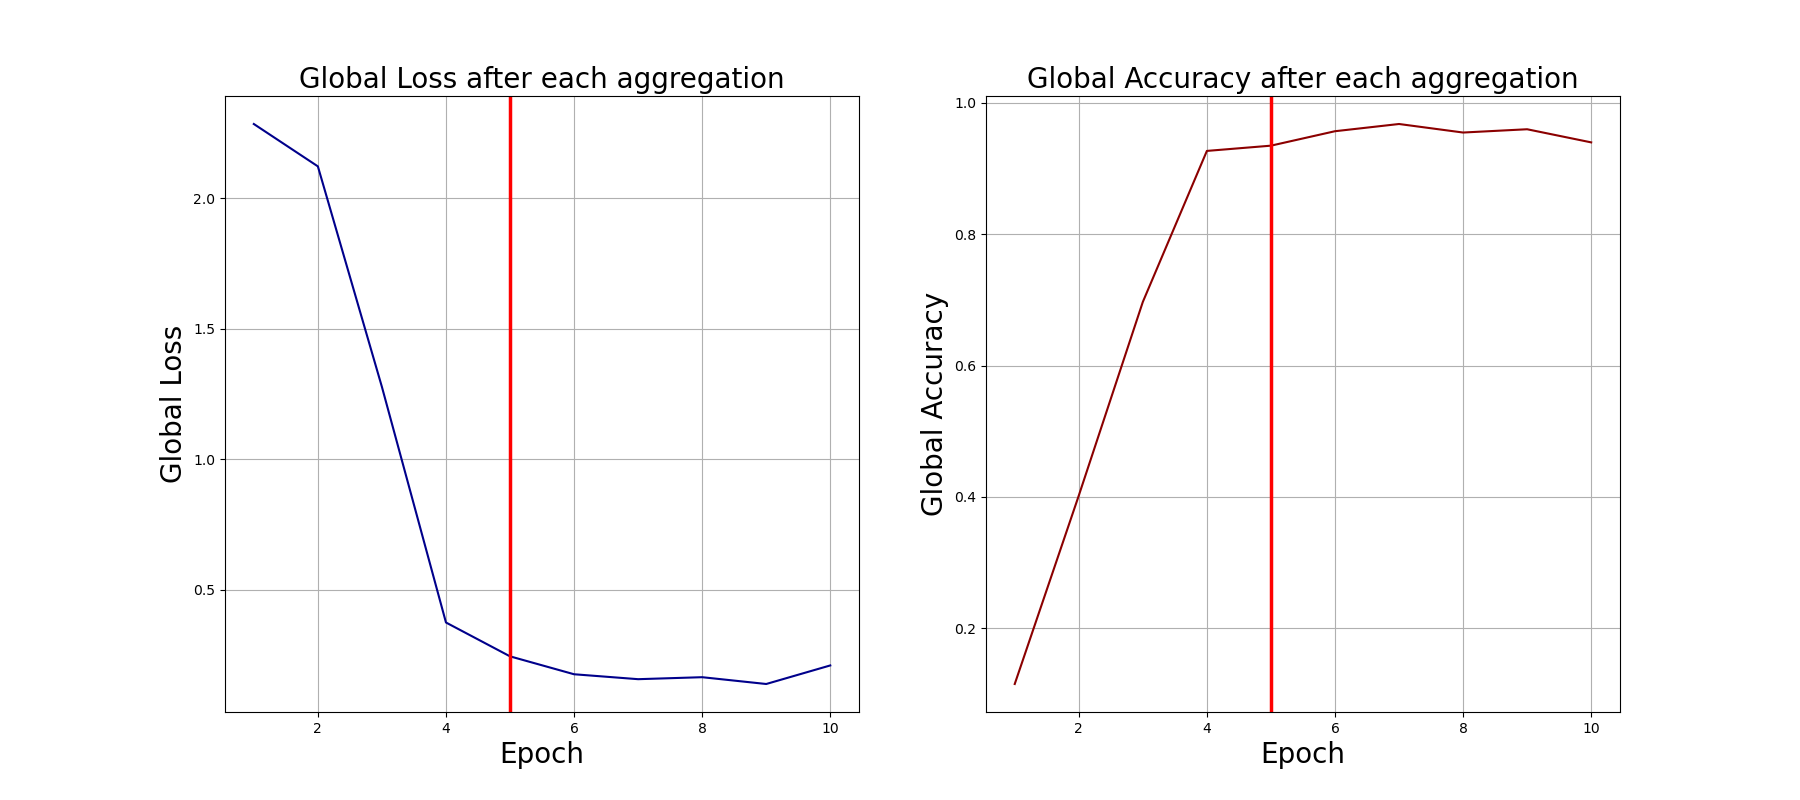 Global Loss after each aggregation
Global Loss
2.0
1.5
1.0
0.5
2 4 6 8 10
Epoch
Global Accuracy after each aggregation
Global Accuracy
1.0
0.8
0.6
0.4
0.2
2 4 6 8 10
Epoch